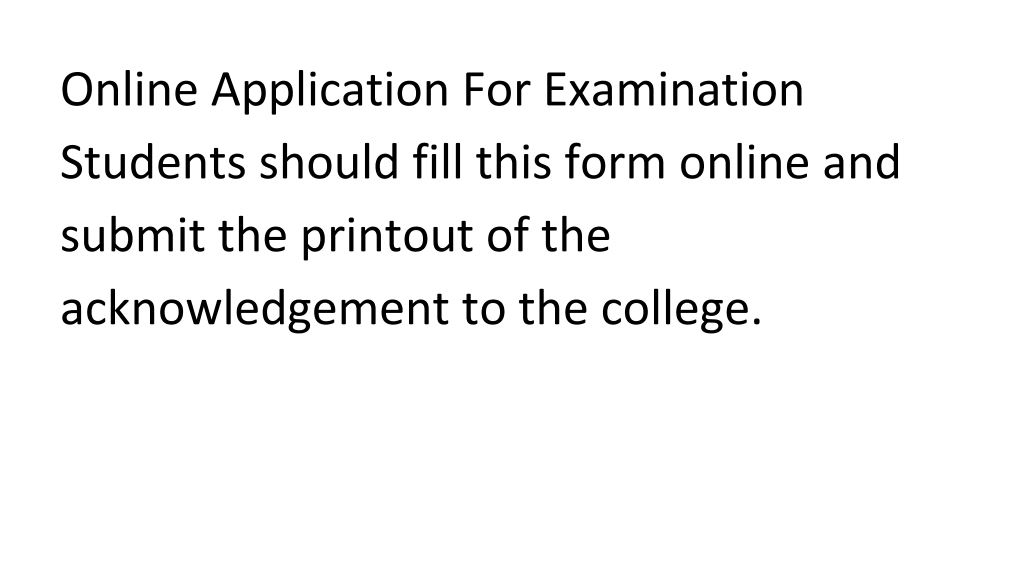 Online Application For Examination
Students should fill this form online and
submit the printout of the
acknowledgement to the college.